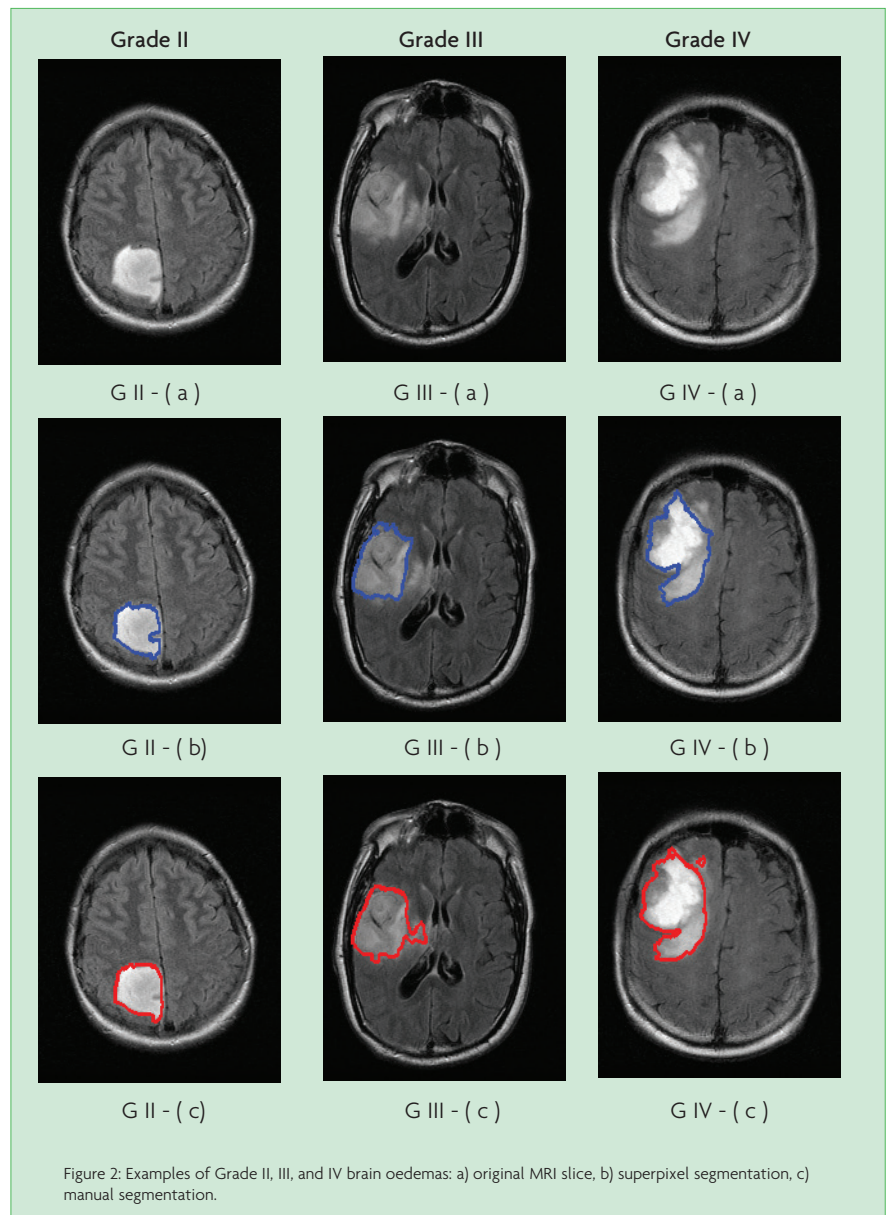 Grade II Grade III Grade IV
G II - ( a ) G III - ( a ) G IV - ( a )
G II - ( b) G III - ( b ) G IV - ( b )
G II - ( c) G III - ( c ) G IV - ( c )
Figure 2: Examples of Grade II, III, and IV brain oedemas: a) original MRI slice, b) superpixel segmentation, c)
manual segmentation.